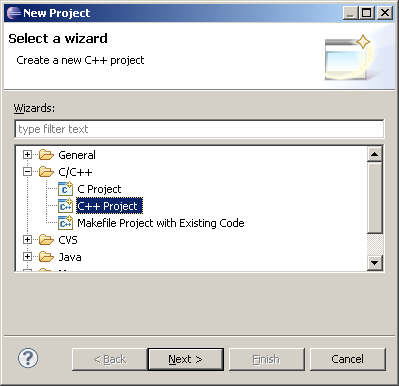 New Project
Select a wizard
Create a new C++ project
Wizards:
type filter text
General
C/C++
C Project
C++ Project
Makefile Project with Existing Code
CVS
Java
? < Back Next > Finish Cancel